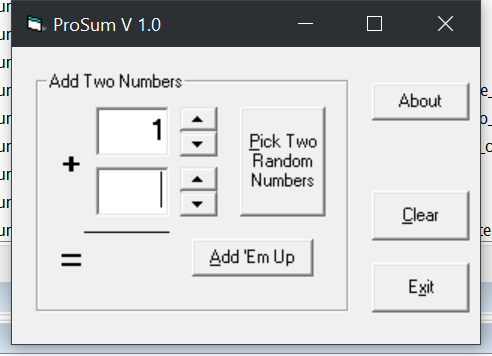 ProSum V 1.0
Add Two Numbers
1
+
=
Pick Two
Random
Numbers
Add 'Em Up
About
Clear
Exit